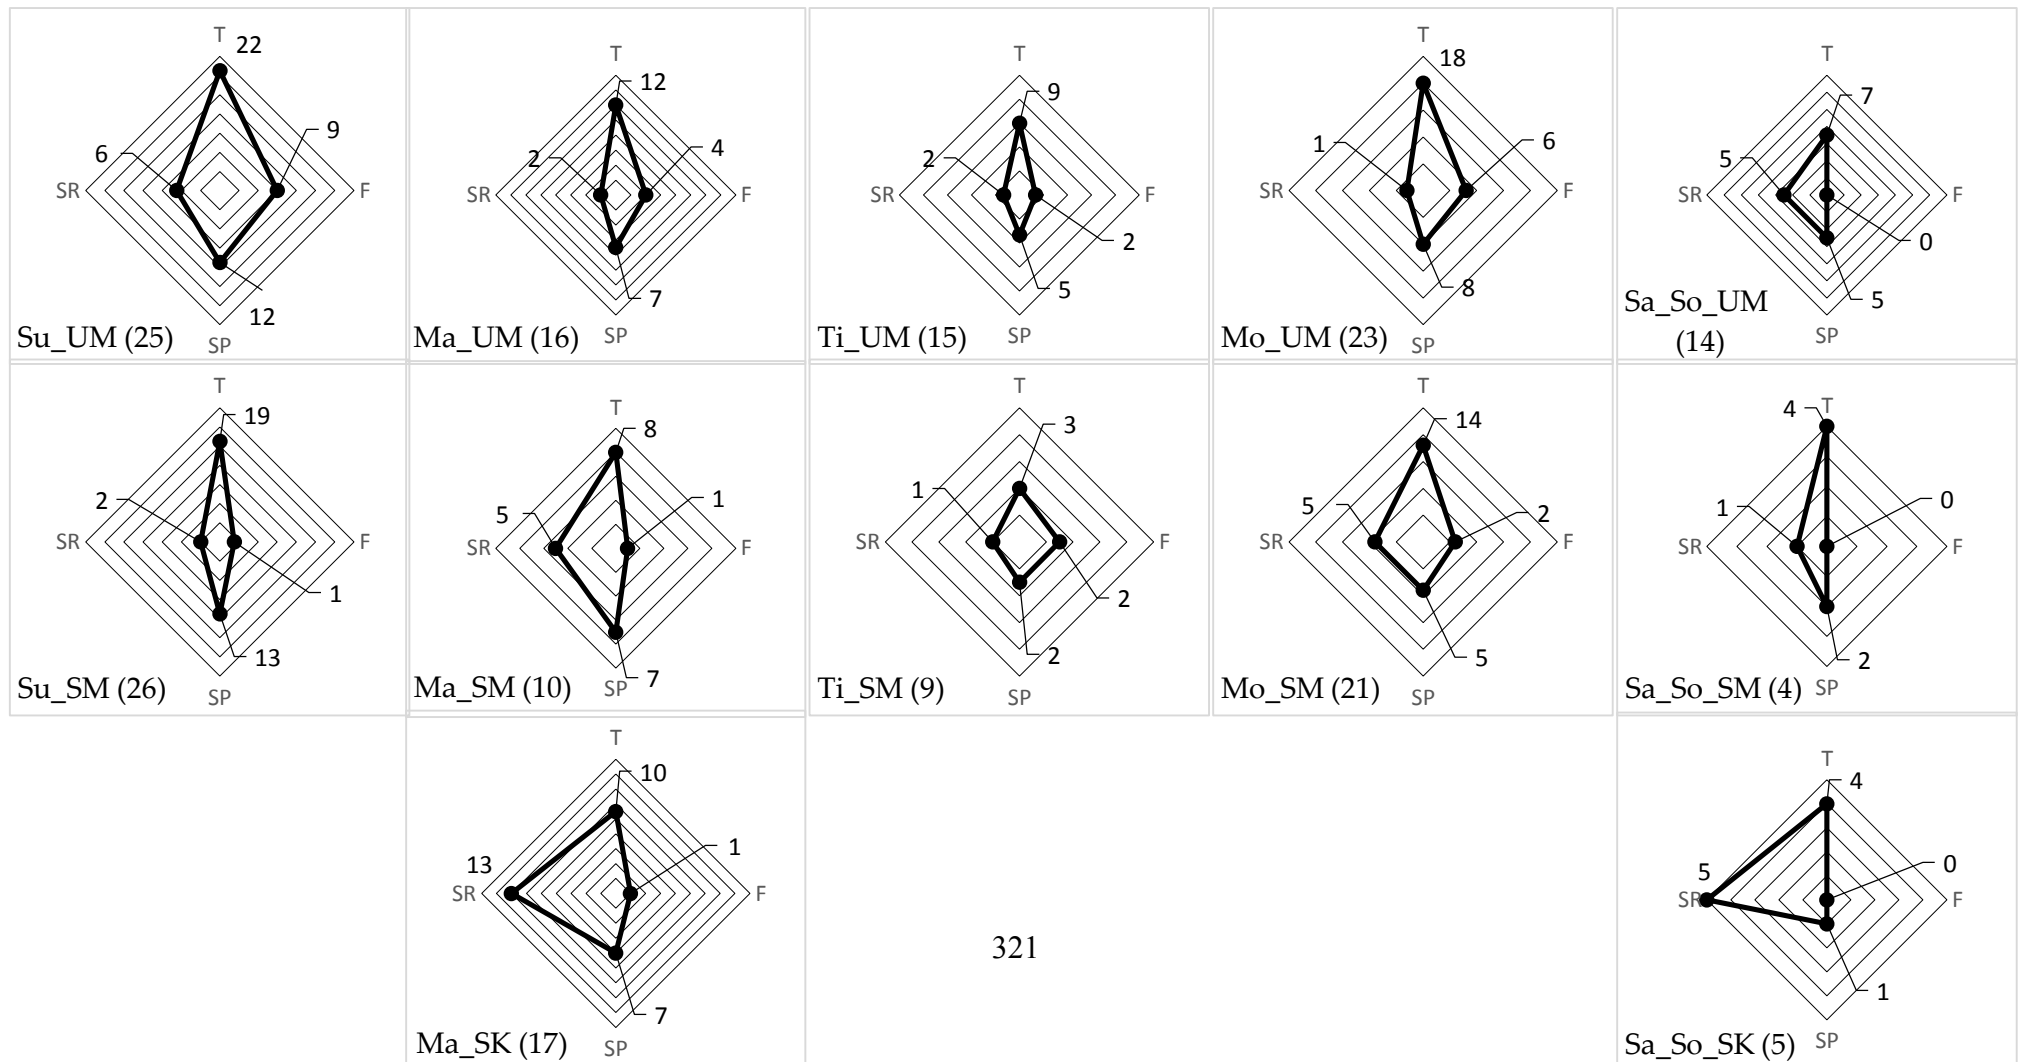 T
22
9
6
SR
F
12
SP
Su_UM (25)
T
12
4
2
SR
F
7
SP
Ma_UM (16)
T
9
2
SR
F
2
5
SP
Ti_UM (15)
T
18
6
1
SR
F
8
SP
Mo_UM (23)
T
7
5
SR
F
0
5
SP
Sa_So_UM
(14)
T
19
2
SR
F
1
13
SP
Su_SM (26)
T
8
1
5
SR
F
7
SP
Ma_SM (10)
T
3
1
SR
F
2
2
SP
Ti_SM (9)
T
14
5
2
SR
F
5
SP
Mo_SM (21)
T
4
0
1
SR
F
2
SP
Sa_So_SM (4)
T
10
1
13
SR
F
7
SP
Ma_SK (17)
321
T
4
0
5
SR
F
1
SP
Sa_So_SK (5)